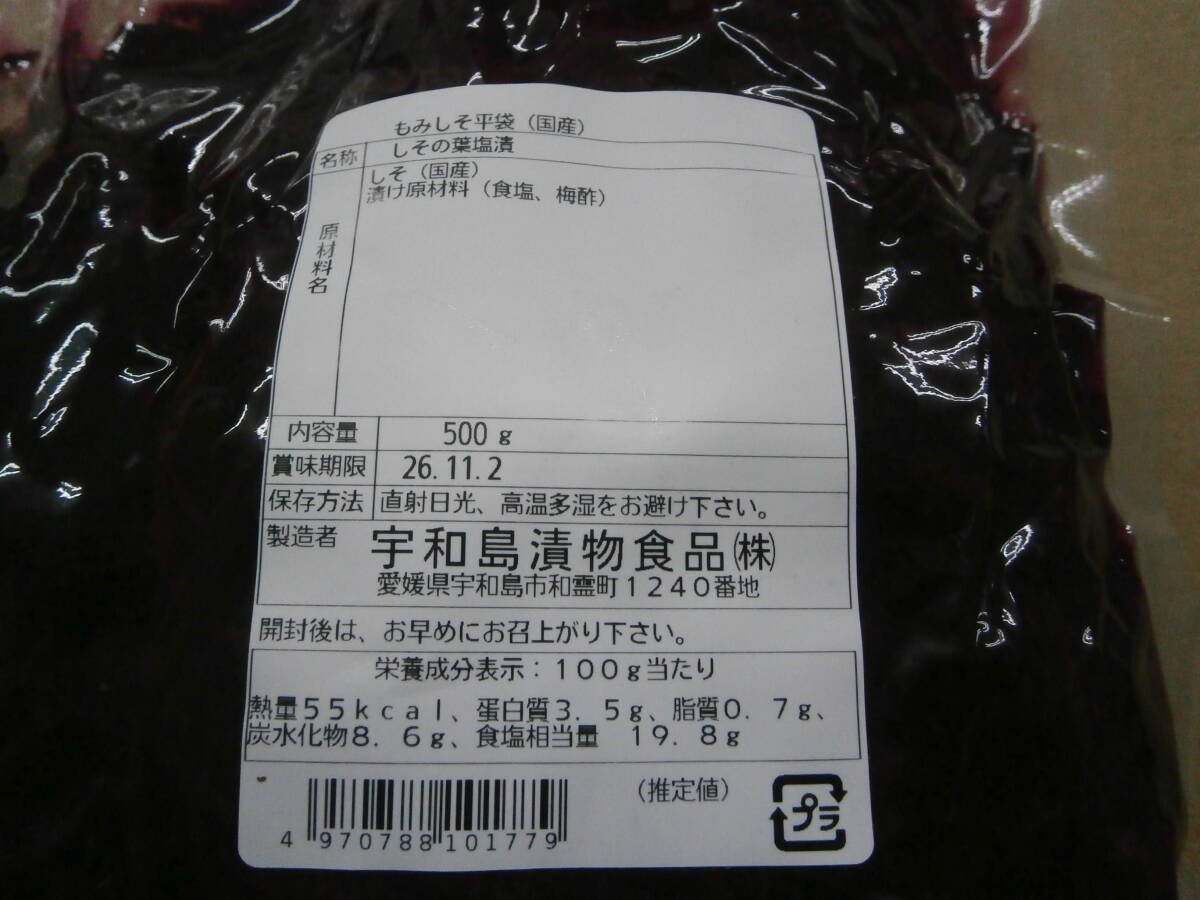 もみしそ平袋（国産）
名称 しその葉塩漬
原材料名 しそ（国産）
漬け原材料（食塩、梅酢）
内容量 500ｇ
賞味期限 26.11.2
保存方法 直射日光、高温多湿をお避け下さい。
製造者 宇和島漬物食品㈱
愛媛県宇和島市和霊町１２４０番地
開封後は、お早めにお召上がり下さい。
栄養成分表示：１００ｇ当たり
熱量５５ｋｃａｌ、蛋白質３．５ｇ、脂質０．７ｇ、
炭水化物８．６ｇ、食塩相当量　１９．８ｇ
（推定値）
プラ
4970788101779